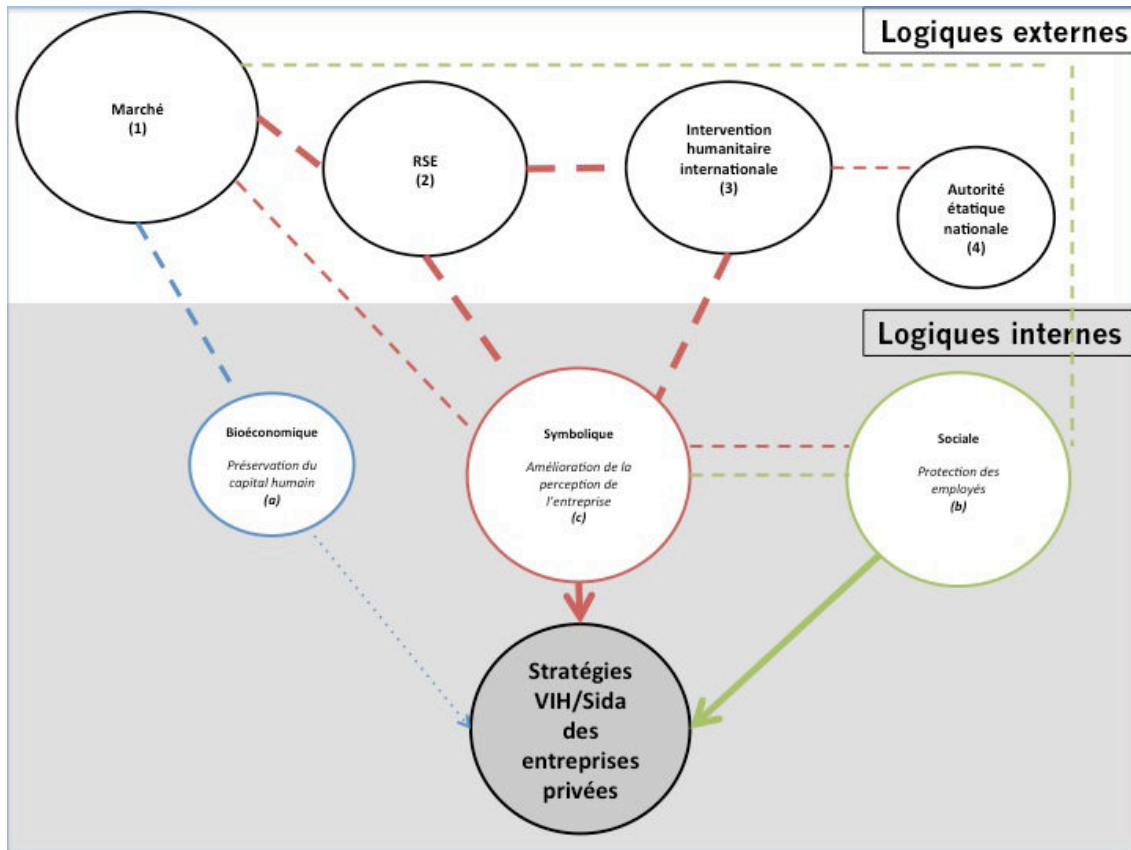 Logiques externes
Marché
(1)
RSE
(2)
Intervention
humanitaire
internationale
(3)
Autorité
étatique
nationale
(4)
Logiques internes
Bioéconomique
Préservation du
capital humain
(a)
Symbolique
Amélioration de la
perception de
l'entreprise
(c)
Sociale
Protection des
employés
(b)
Stratégies
VIH/Sida
des
entreprises
privées